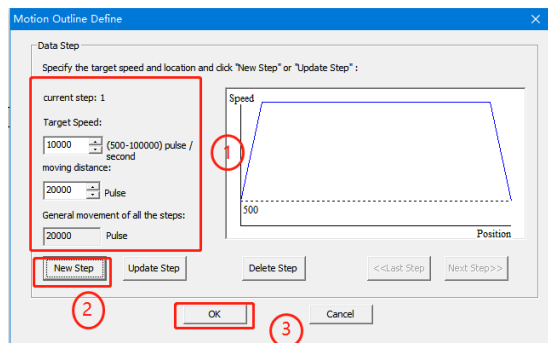 Motion Outline Define
Data Step
Specify the target speed and location and click "New Step" or "Update Step" :
current step: 1
Target Speed:
10000 (500-100000) pulse /
second
moving distance:
20000 Pulse
General movement of all the steps:
20000 Pulse
Speed
1
500
Position
New Step Update Step Delete Step <<Last Step Next Step>>
2
OK Cancel
3